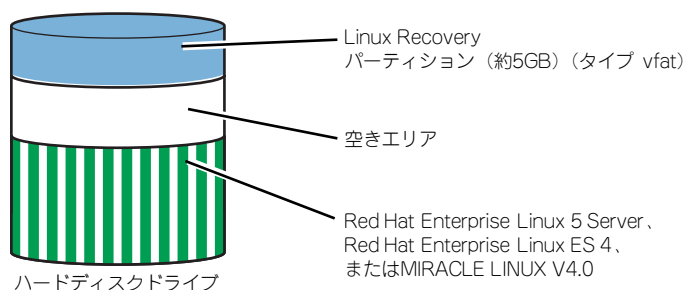 Linux Recovery
パーティション（約5GB）（タイプ vfat）
空きエリア
Red Hat Enterprise Linux 5 Server、
Red Hat Enterprise Linux ES 4、
またはMIRACLE LINUX V4.0
ハードディスクドライブ